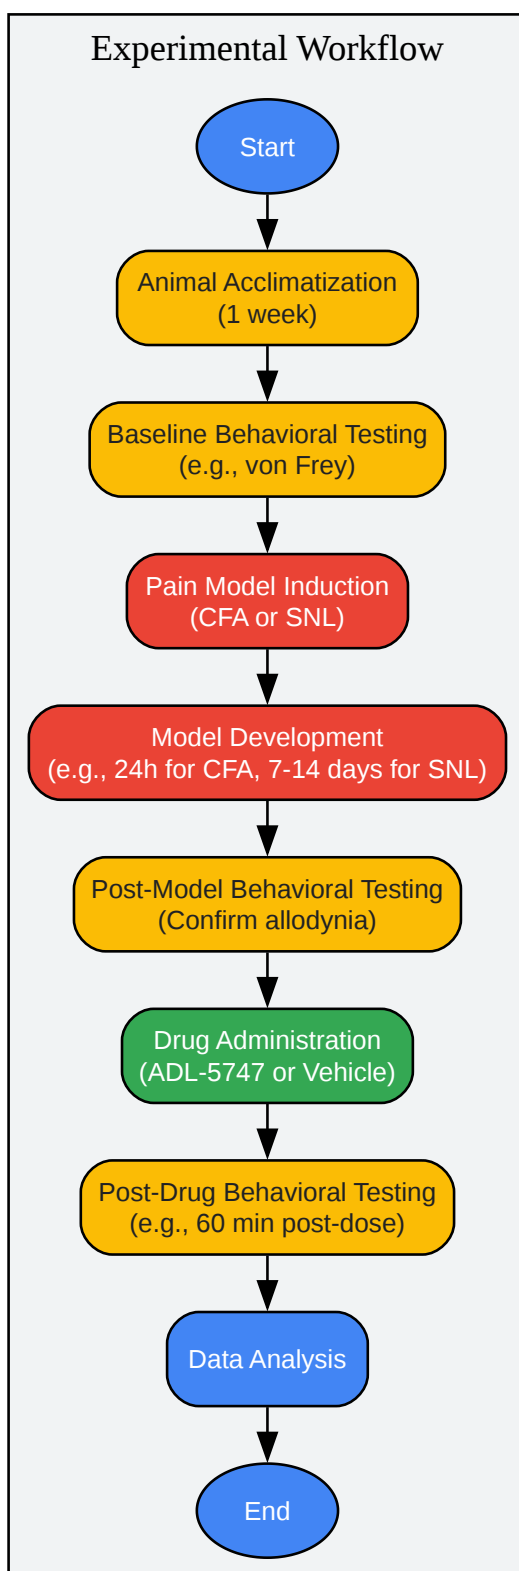 Experimental Workflow
Start
Animal Acclimatization
(1 week)
Baseline Behavioral Testing
(e.g., von Frey)
Pain Model Induction
(CFA or SNL)
Model Development
(e.g., 24h for CFA, 7-14 days for SNL)
Post-Model Behavioral Testing
(Confirm allodynia)
Drug Administration
(ADL-5747 or Vehicle)
Post-Drug Behavioral Testing
(e.g., 60 min post-dose)
Data Analysis
End